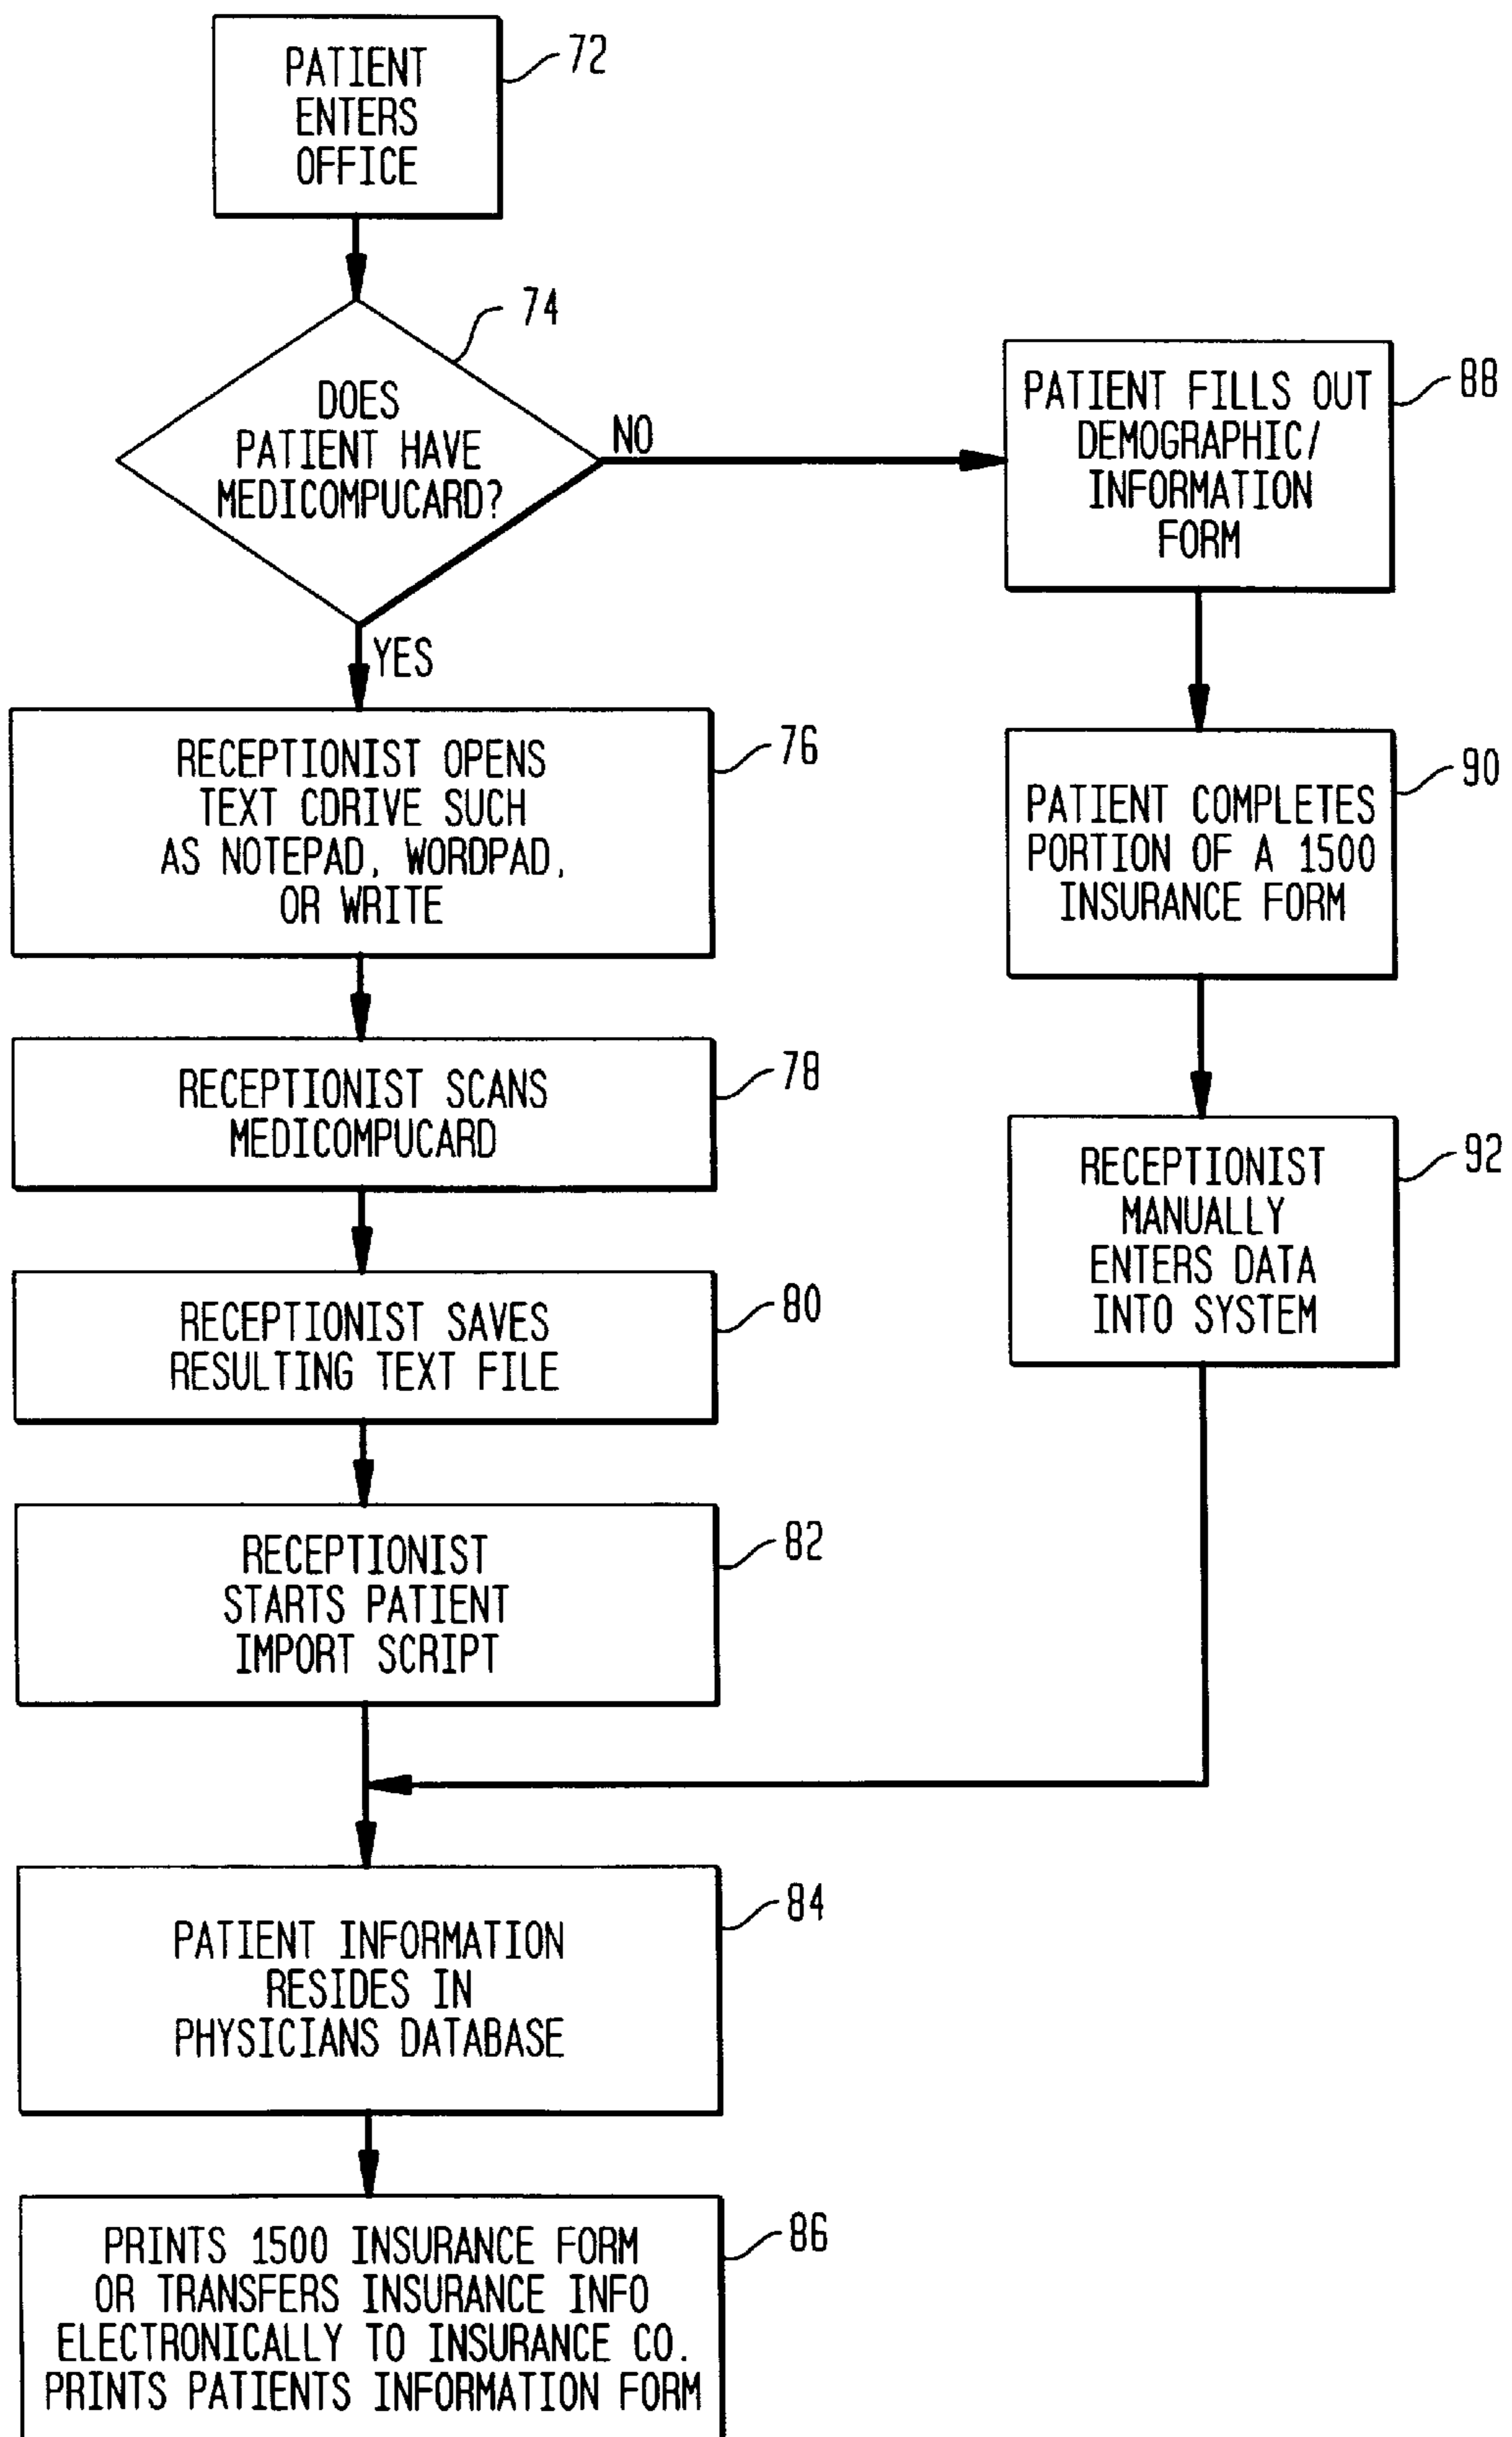 PATIENT
ENTERS
OFFICE
72
74
DOES
PATIENT HAVE
MEDICOMPUCARD?
NO
YES
PATIENT FILLS OUT
DEMOGRAPHIC/
INFORMATION
FORM
88
RECEPTIONIST OPENS
TEXT CDRIVE SUCH
AS NOTEPAD, WORDPAD,
OR WRITE
76
PATIENT COMPLETES
PORTION OF A 1500
INSURANCE FORM
90
RECEPTIONIST SCANS
MEDICOMPUCARD
78
RECEPTIONIST
MANUALLY
ENTERS DATA
INTO SYSTEM
92
RECEPTIONIST SAVES
RESULTING TEXT FILE
80
RECEPTIONIST
STARTS PATIENT
IMPORT SCRIPT
82
PATIENT INFORMATION
RESIDES IN
PHYSICIANS DATABASE
84
PRINTS 1500 INSURANCE FORM
OR TRANSFERS INSURANCE INFO
ELECTRONICALLY TO INSURANCE CO.
PRINTS PATIENTS INFORMATION FORM
86